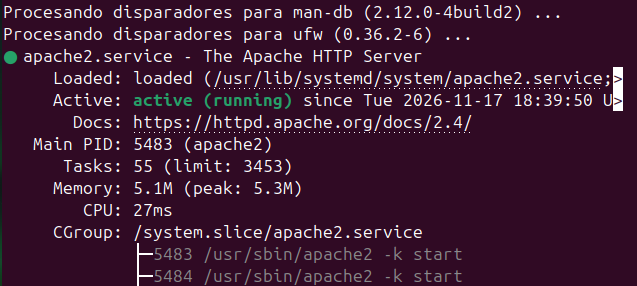 Procesando disparadores para man-db (2.12.0-4build2) ...
Procesando disparadores para ufw (0.36.2-6) ...
● apache2.service - The Apache HTTP Server
Loaded: loaded (/usr/lib/systemd/system/apache2.service;>
Active: active (running) since Tue 2026-11-17 18:39:50 U>
Docs: https://httpd.apache.org/docs/2.4/
Main PID: 5483 (apache2)
Tasks: 55 (limit: 3453)
Memory: 5.1M (peak: 5.3M)
CPU: 27ms
CGroup: /system.slice/apache2.service
├─5483 /usr/sbin/apache2 -k start
├─5484 /usr/sbin/apache2 -k start